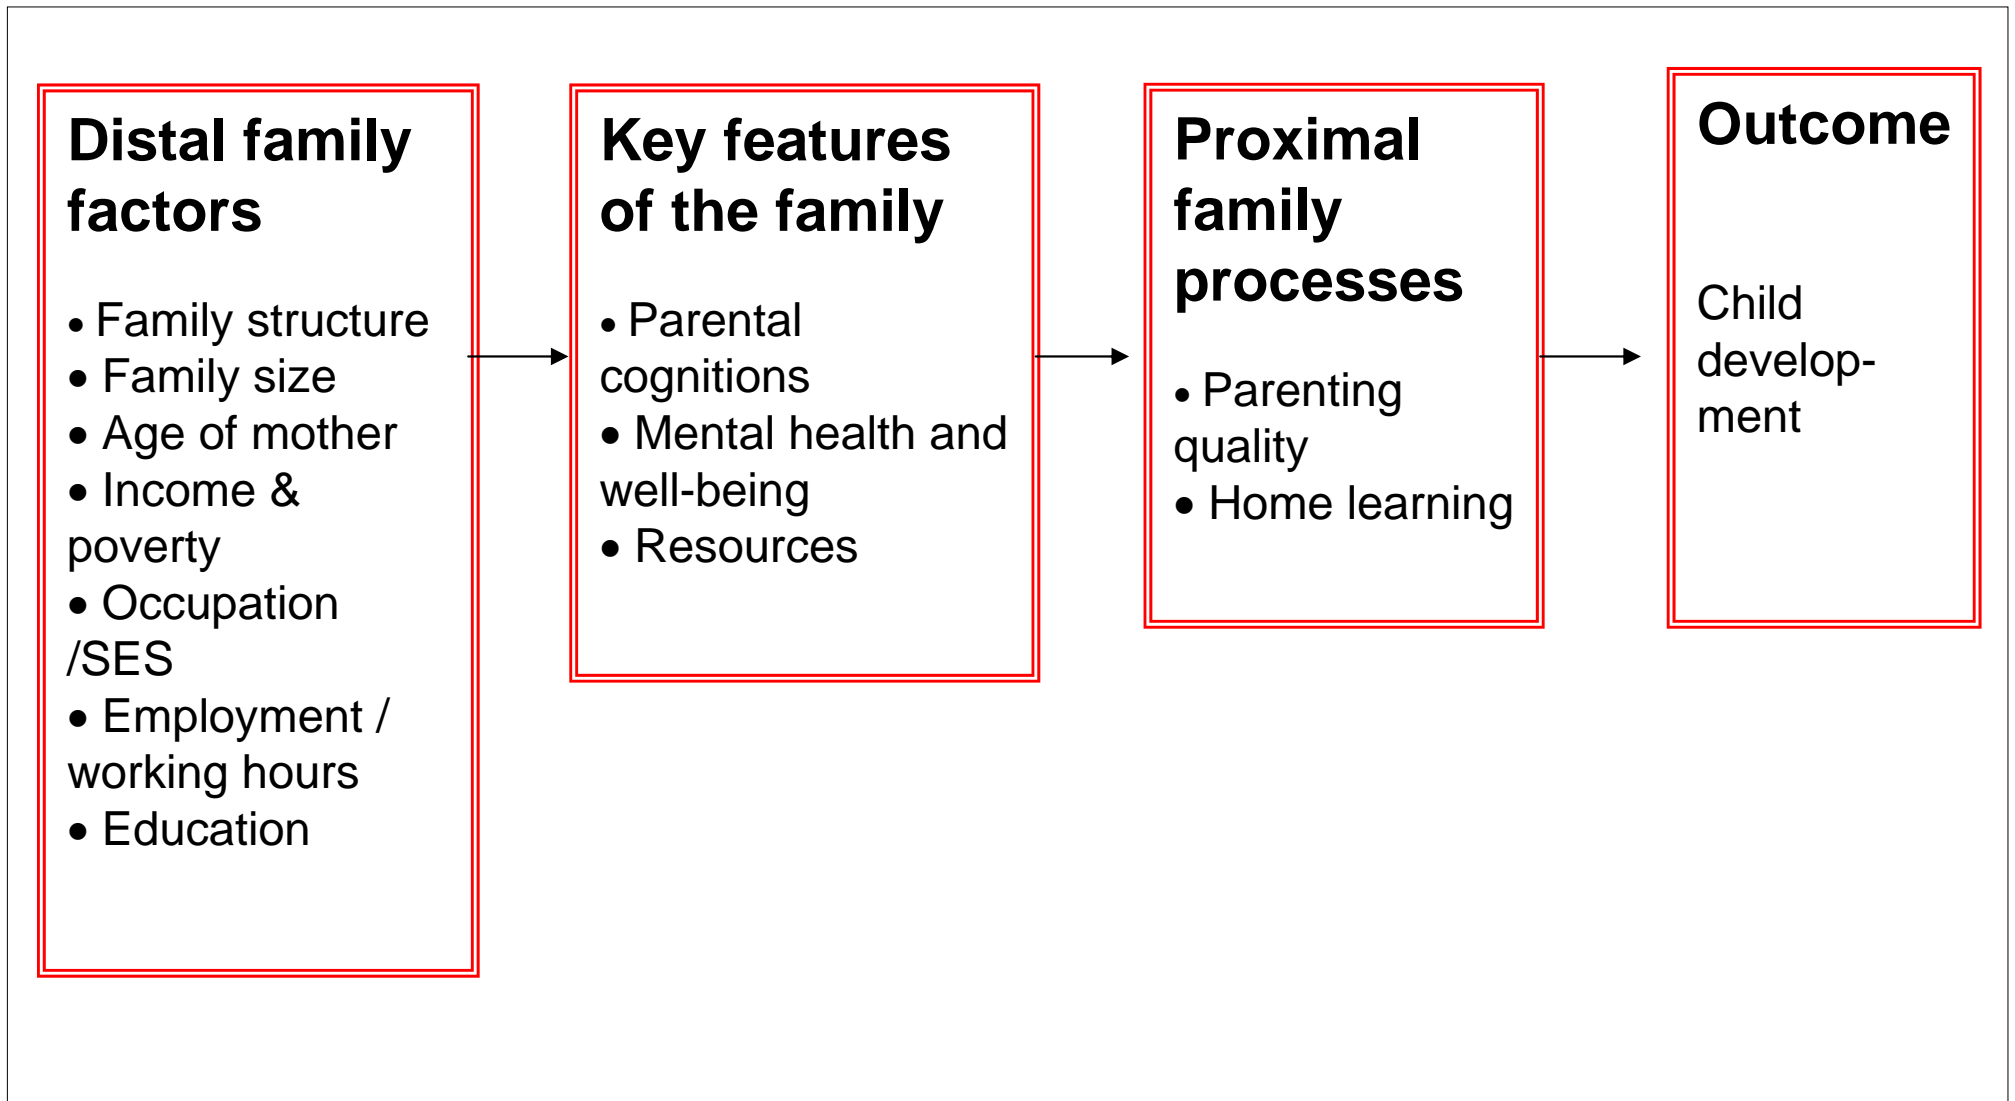 Distal family
factors
• Family structure
• Family size
• Age of mother
• Income &
poverty
• Occupation
/SES
• Employment /
working hours
• Education
Key features
of the family
• Parental
cognitions
• Mental health and
well-being
• Resources
Proximal
family
processes
• Parenting
quality
• Home learning
Outcome
Child
develop-
ment